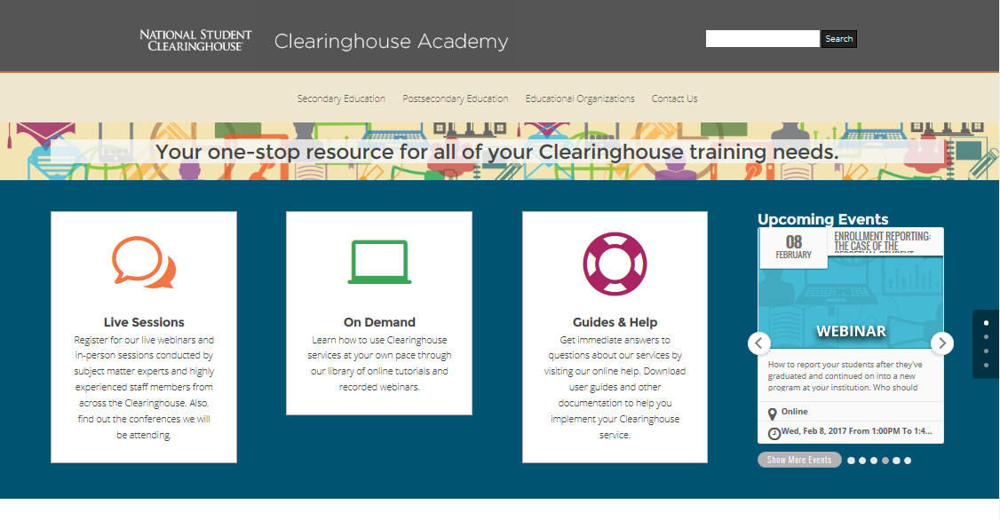 NATIONAL STUDENT
CLEARINGHOUSE
Clearinghouse Academy
Search
Secondary Education
Postsecondary Education
Educational Organizations
Contact Us
Your one-stop resource for all of your Clearinghouse training needs.
Live Sessions
Register for our live webinars and
in-person sessions conducted by
subject matter experts and highly
experienced staff members from
across the Clearinghouse. Also,
find out the conferences we will
be attending.
On Demand
Learn how to use Clearinghouse
services at your own pace through
our library of online tutorials and
recorded webinars.
Guides & Help
Get immediate answers to
questions about our services by
visiting our online help. Download
user guides and other
documentation to help you
implement your Clearinghouse
service.
Upcoming Events
08
FEBRUARY
ENROLLMENT REPORTING:
THE CASE OF THE
PERPETUAL STUDENT
WEBINAR
How to report your students after they've
graduated and continued on into a new
program at your institution. Who should
Online
Wed, Feb 8, 2017 From 1:00PM To 1:4...
Show More Events